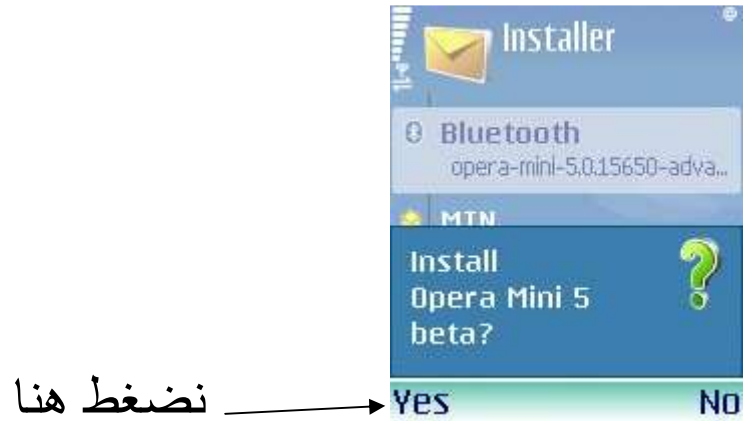 Installer
Bluetooth
opera-mini-5.0.15650-adva...
MTN
Install
Opera Mini 5
beta?
نضغط هنا
Yes No